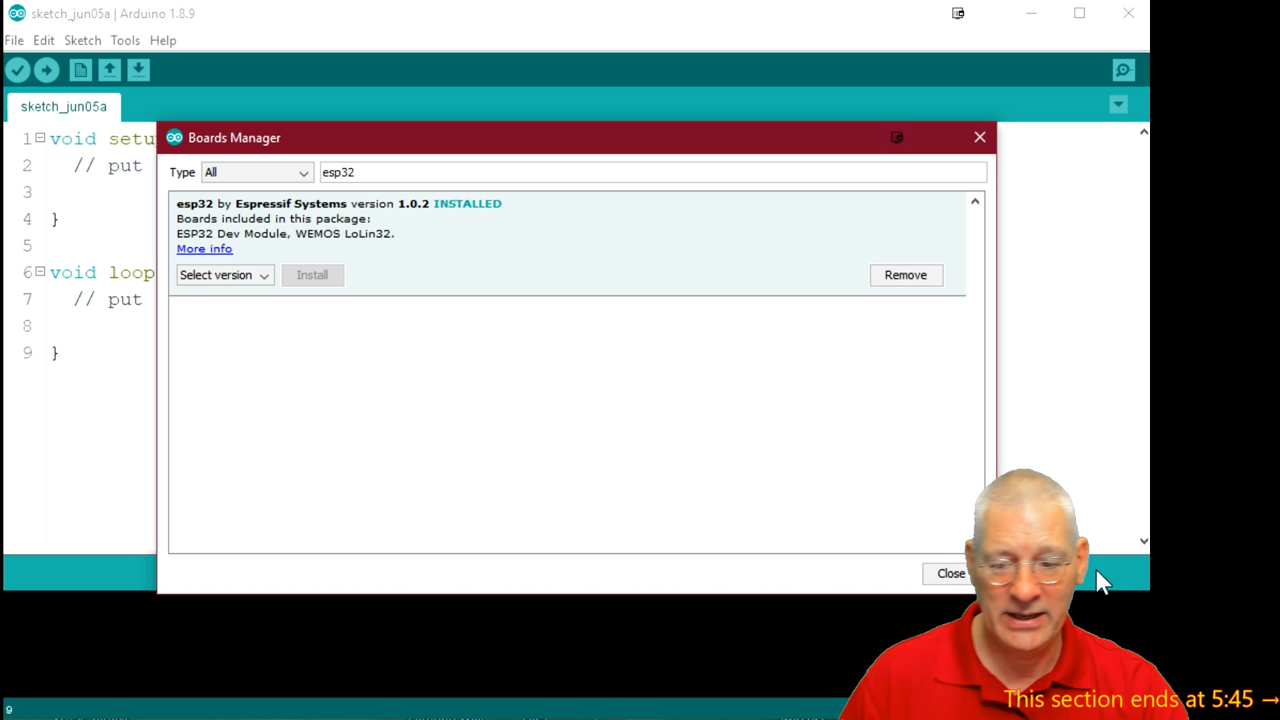 sketch_jun05a | Arduino 1.8.9
File Edit Sketch Tools Help
sketch_jun05a
Boards Manager
Type All esp32
1 void setu
2 // put
3
4 }
5
6 void loop
7 // put
8
9 }
esp32 by Espressif Systems version 1.0.2 INSTALLED
Boards included in this package:
ESP32 Dev Module, WEMOS LoLin32.
More info
Select version Install Remove
Close
This section ends at 5:45 →
9